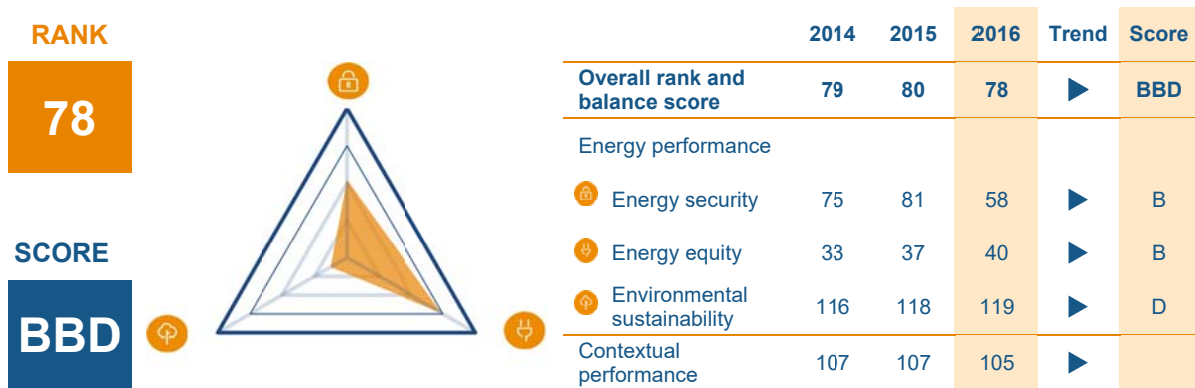 RANK
78
SCORE
BBD
2014 2015 2016 Trend Score
Overall rank and
balance score 79 80 78 BBD
Energy performance
Energy security 75 81 58 B
Energy equity 33 37 40 B
Environmental
sustainability 116 118 119 D
Contextual
performance 107 107 105